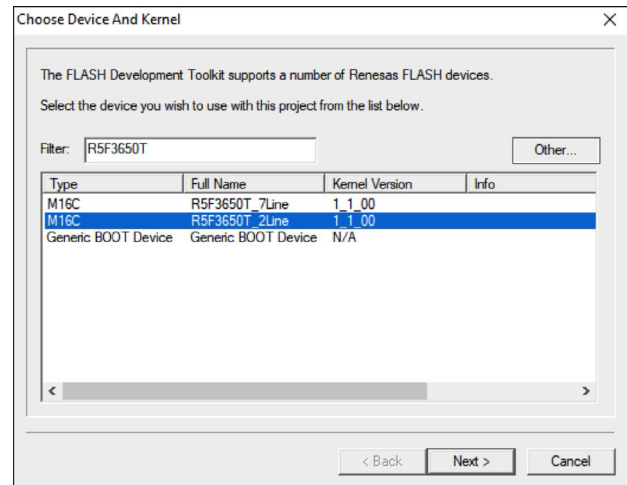 Choose Device And Kernel
The FLASH Development Toolkit supports a number of Renesas FLASH devices.
Select the device you wish to use with this project from the list below.
Filter: R5F3650T Other...
Type Full Name Kernel Version Info
M16C R5F3650T_7Line 1_1_00
M16C R5F3650T_2Line 1_1_00
Generic BOOT Device Generic BOOT Device N/A
< Back Next > Cancel